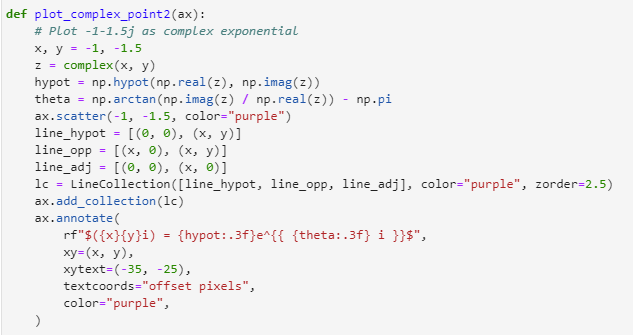 def plot_complex_point2(ax):
    # Plot -1-1.5j as complex exponential
    x, y = -1, -1.5
    z = complex(x, y)
    hypot = np.hypot(np.real(z), np.imag(z))
    theta = np.arctan(np.imag(z) / np.real(z)) - np.pi
    ax.scatter(-1, -1.5, color="purple")
    line_hypot = [(0, 0), (x, y)]
    line_opp = [(x, 0), (x, y)]
    line_adj = [(0, 0), (x, 0)]
    lc = LineCollection([line_hypot, line_opp, line_adj], color="purple", zorder=2.5)
    ax.add_collection(lc)
    ax.annotate(
        rf"$({x}{y}i) = {hypot:.3f}e^{{ {theta:.3f} i }}$",
        xy=(x, y),
        xytext=(-35, -25),
        textcoords="offset pixels",
        color="purple",
    )